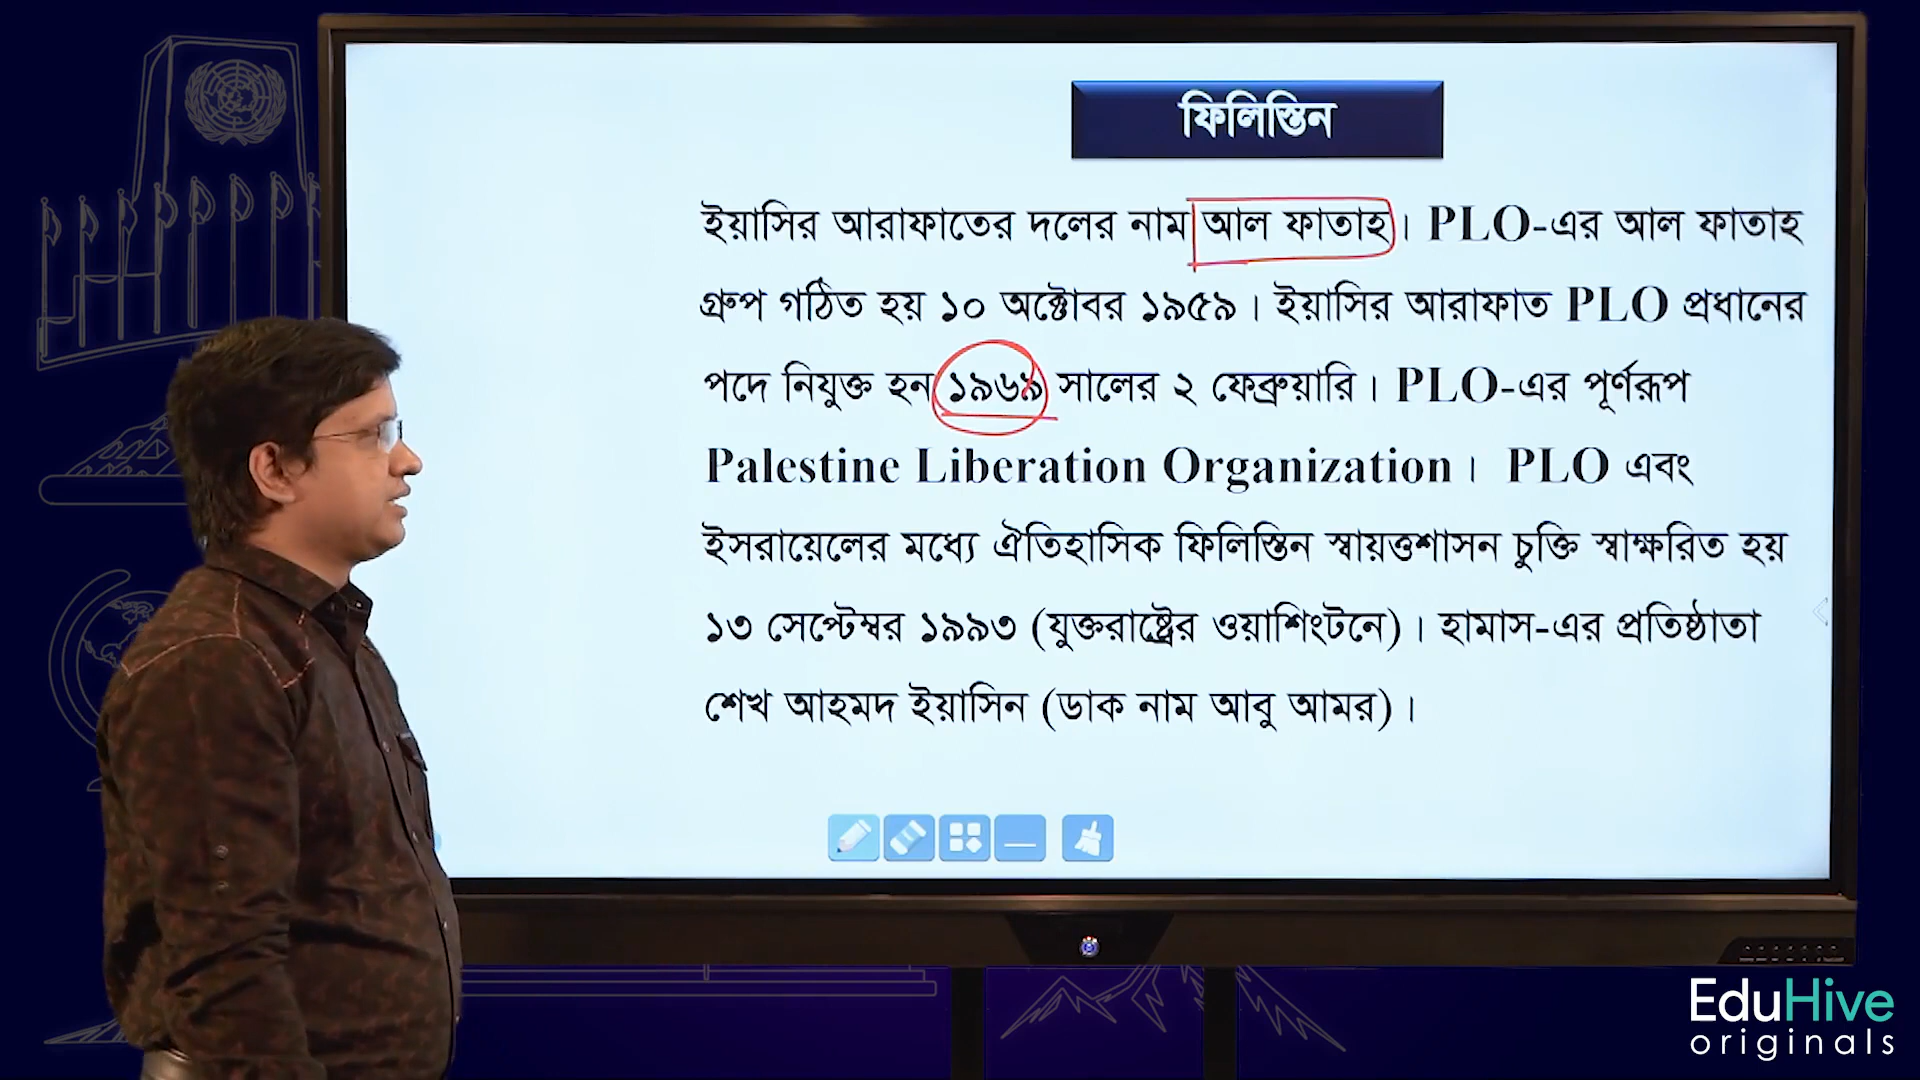 ফিলিস্তিন
ইয়াসির আরাফাতের দলের নাম আল ফাতাহ। PLO-এর আল ফাতাহ
গ্রুপ গঠিত হয় ১০ অক্টোবর ১৯৫৯। ইয়াসির আরাফাত PLO প্রধানের
পদে নিযুক্ত হন ১৯৬৯ সালের ২ ফেব্রুয়ারি। PLO-এর পূর্ণরূপ
Palestine Liberation Organization। PLO এবং
ইসরায়েলের মধ্যে ঐতিহাসিক ফিলিস্তিন স্বায়ত্তশাসন চুক্তি স্বাক্ষরিত হয়
১৩ সেপ্টেম্বর ১৯৯৩ (যুক্তরাষ্ট্রের ওয়াশিংটনে)। হামাস-এর প্রতিষ্ঠাতা
শেখ আহমদ ইয়াসিন (ডাক নাম আবু আমর)।
EduHive
originals